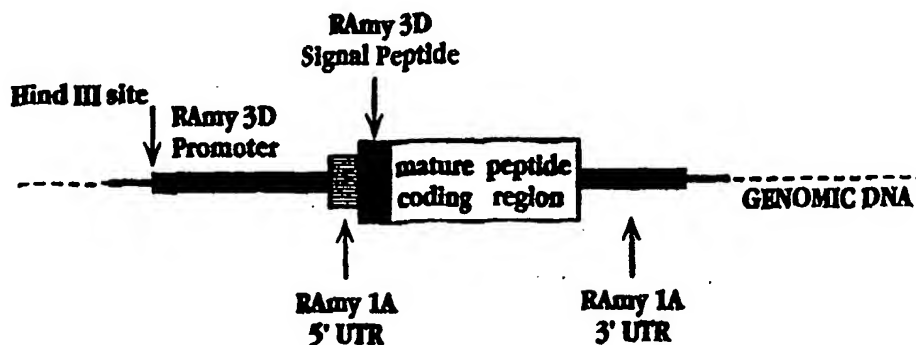 RAmy 3D
Signal Peptide
Hind III site
RAmy 3D
Promoter
mature peptide
coding region
GENOMIC DNA
RAmy 1A
5' UTR
RAmy 1A
3' UTR